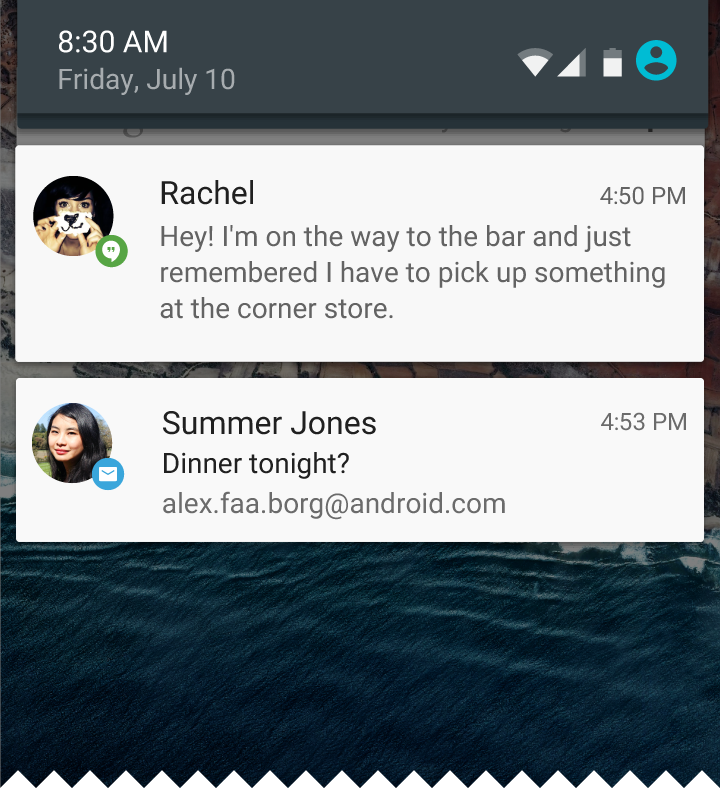 8:30 AM
Friday, July 10
Rachel
4:50 PM
Hey! I'm on the way to the bar and just
remembered I have to pick up something
at the corner store.
Summer Jones
4:53 PM
Dinner tonight?
alex.faa.borg@android.com